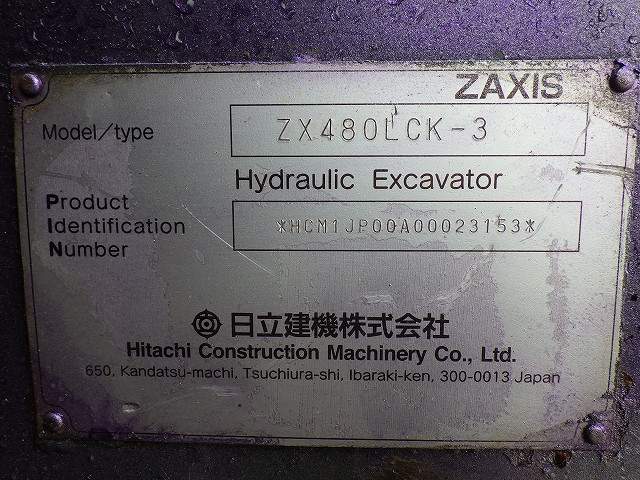 ZAXIS
Model/type ZX480LCK-3
Hydraulic Excavator
Product
Identification *HCM1JP00A00023153*
Number
日立建機株式会社
Hitachi Construction Machinery Co., Ltd.
650, Kandatsu-machi, Tsuchiura-shi, Ibaraki-ken, 300-0013 Japan